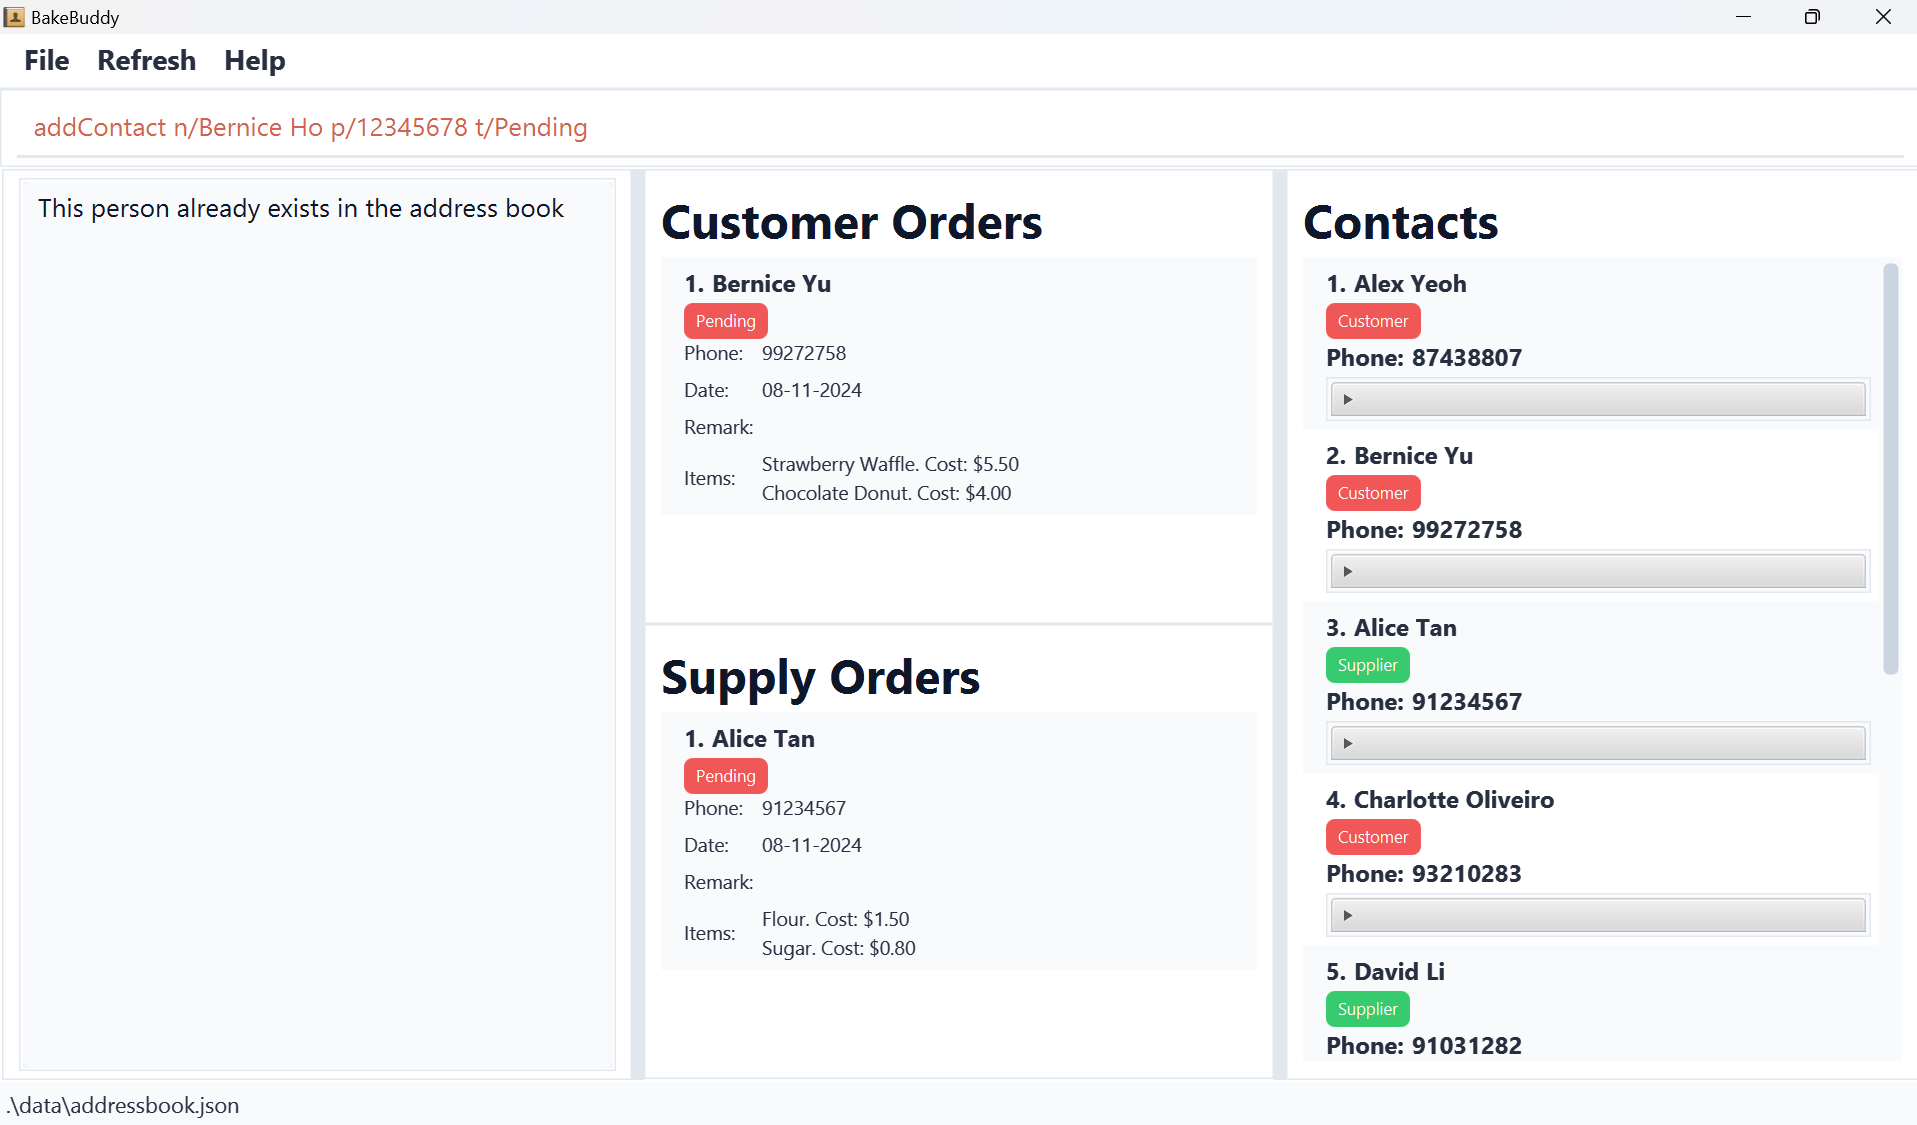 BakeBuddy
File Refresh Help
addContact n/Bernice Ho p/12345678 t/Pending
This person already exists in the address book
Customer Orders
1. Bernice Yu
Pending
Phone: 99272758
Date: 08-11-2024
Remark:
Items: Strawberry Waffle. Cost: $5.50
Chocolate Donut. Cost: $4.00
Supply Orders
1. Alice Tan
Pending
Phone: 91234567
Date: 08-11-2024
Remark:
Items: Flour. Cost: $1.50
Sugar. Cost: $0.80
Contacts
1. Alex Yeoh
Customer
Phone: 87438807
2. Bernice Yu
Customer
Phone: 99272758
3. Alice Tan
Supplier
Phone: 91234567
4. Charlotte Oliveiro
Customer
Phone: 93210283
5. David Li
Supplier
Phone: 91031282
.\data\addressbook.json